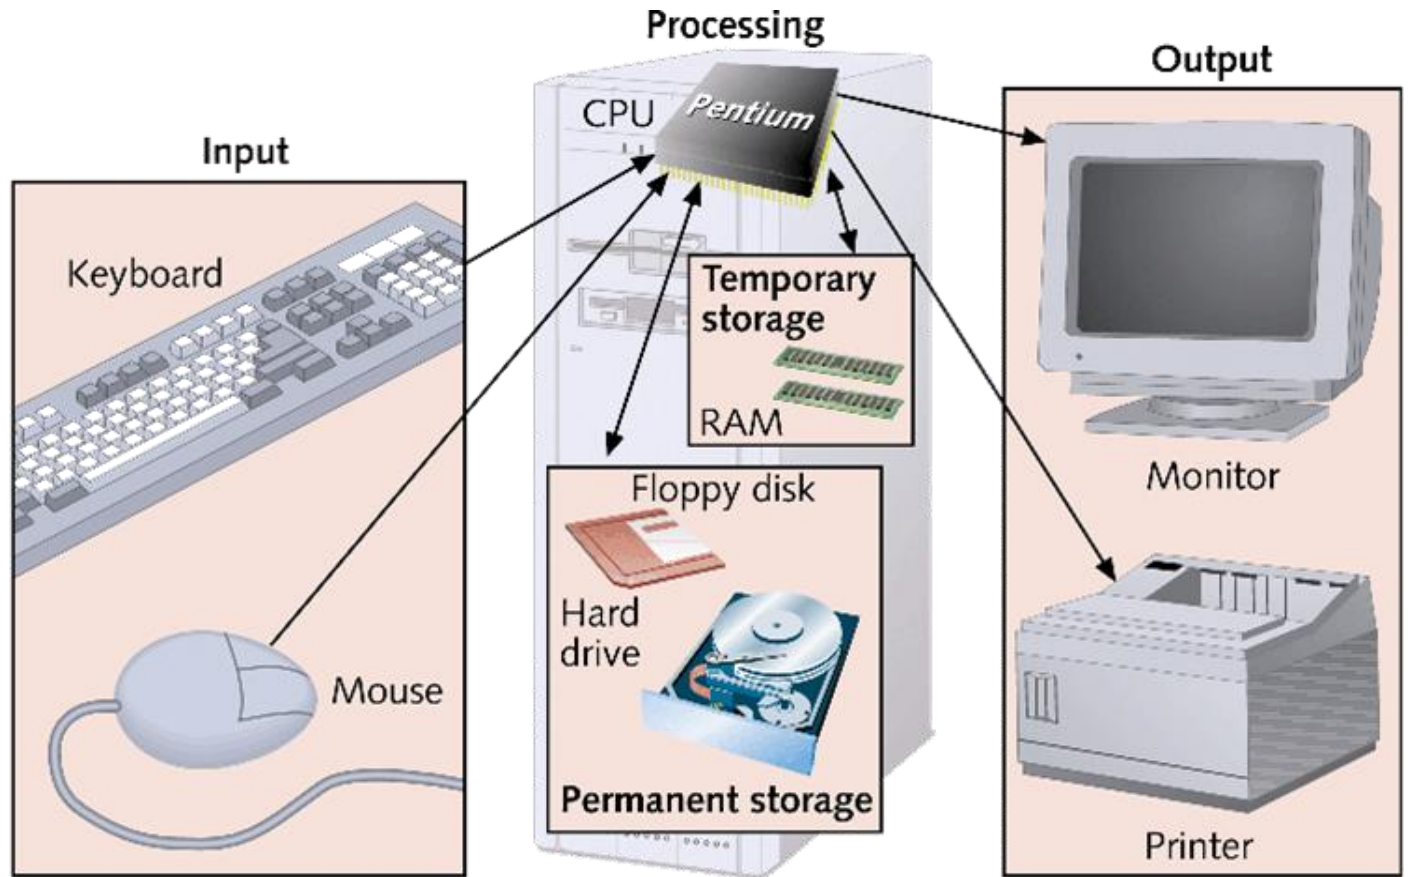 Processing
Output
Input
CPU
Pentium
Keyboard
Temporary
storage
RAM
Floppy disk
Hard
drive
Permanent storage
Mouse
Monitor
Printer